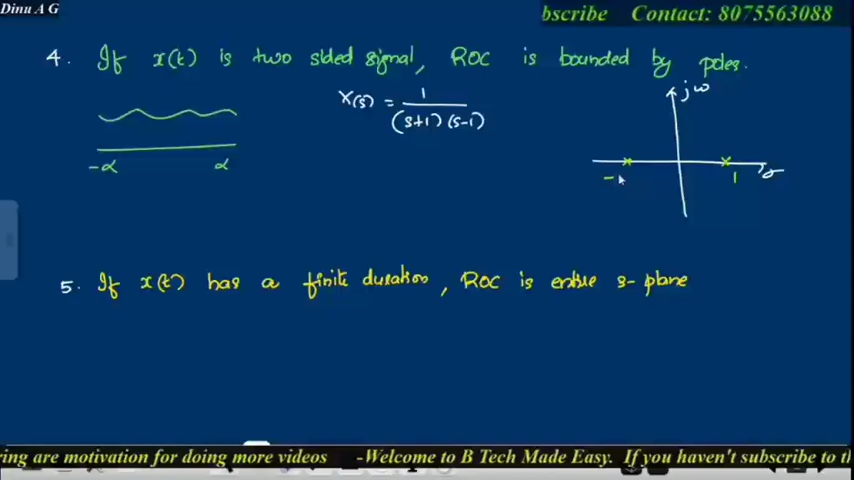 Dinu A G
bscribe Contact: 8075563088
4. If x(t) is two sided signal, ROC is bounded by poles.
X(s) = 1
(s+1) (s-1)
jω
-α α
- 1 σ
5. If x(t) has a finite duration, ROC is entire s-plane
ring are motivation for doing more videos -Welcome to B Tech Made Easy. If you haven't subscribe to th